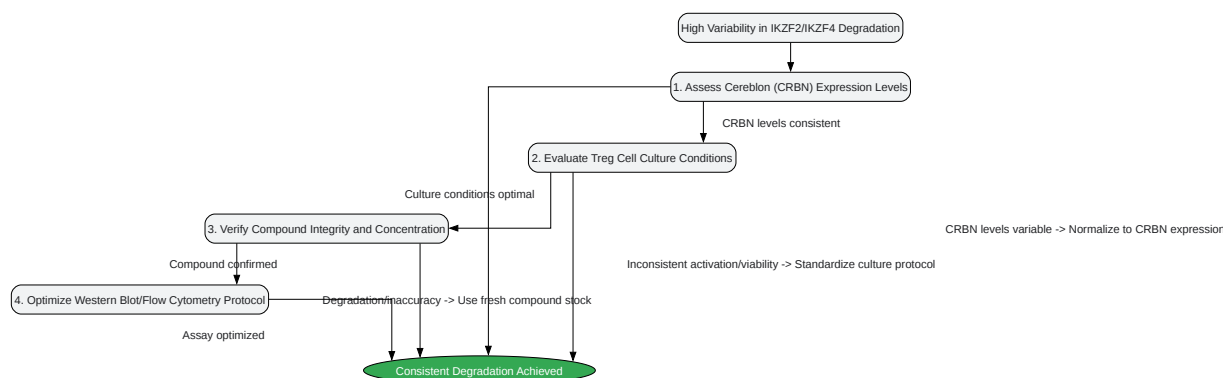 High Variability in IKZF2/IKZF4 Degradation
1. Assess Cereblon (CRBN) Expression Levels
CRBN levels consistent
2. Evaluate Treg Cell Culture Conditions
Culture conditions optimal
3. Verify Compound Integrity and Concentration
CRBN levels variable -> Normalize to CRBN expression
Compound confirmed
Inconsistent activation/viability -> Standardize culture protocol
4. Optimize Western Blot/Flow Cytometry Protocol
Degradation/inaccuracy -> Use fresh compound stock
Assay optimized
Consistent Degradation Achieved